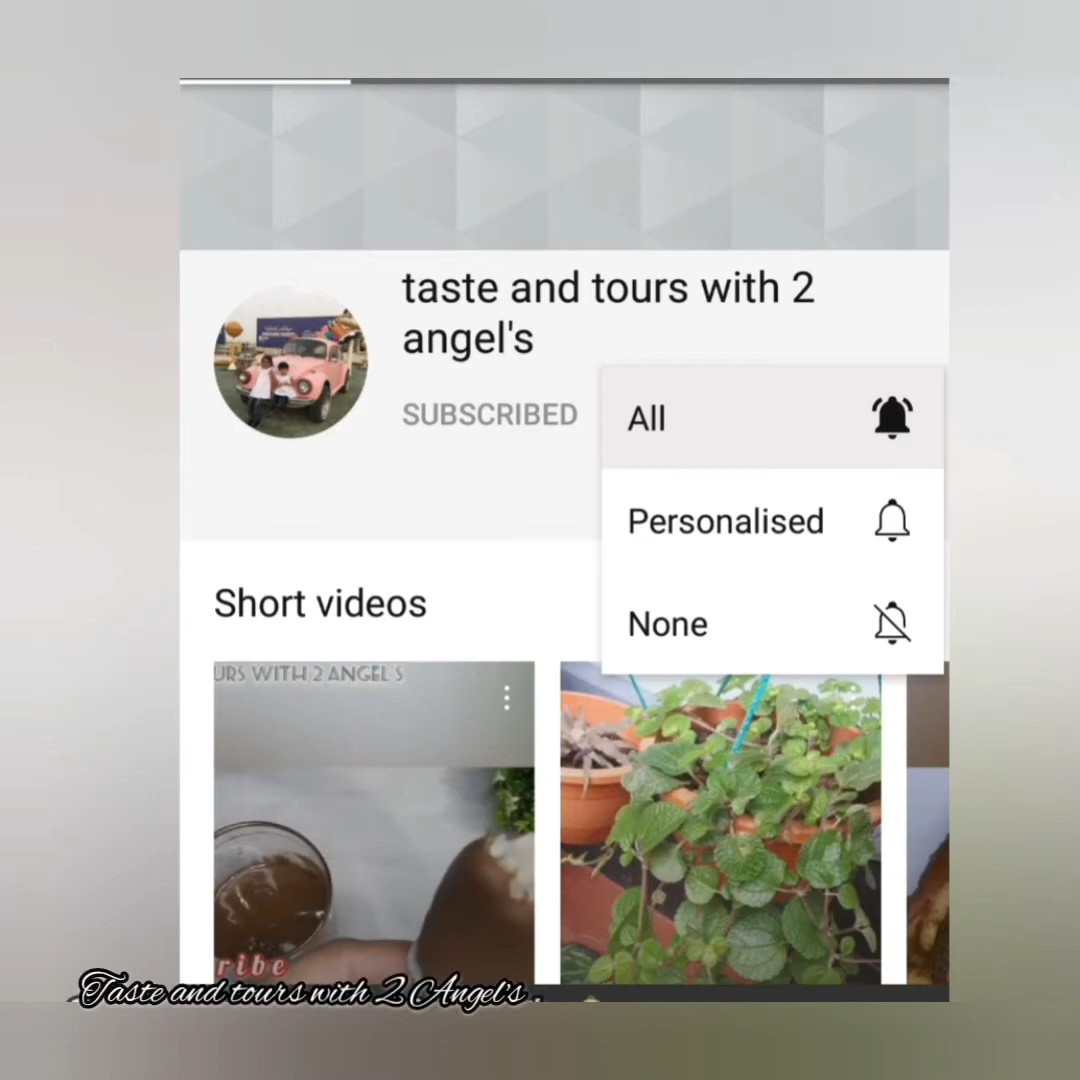 taste and tours with 2
angel's
SUBSCRIBED
All
Personalised
None
Short videos
URS WITH 2 ANGEL'S
ribe
Taste and tours with 2 Angel's .